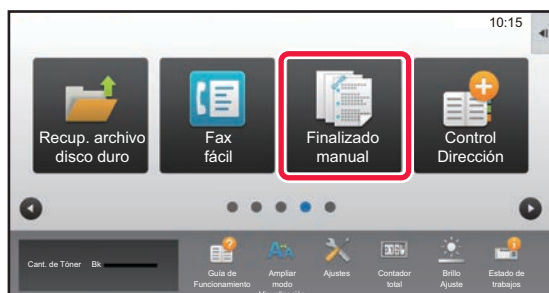 10:15
Recup. archivo
disco duro
Fax
fácil
Finalizado
manual
Control
Dirección
Cant. de Tóner Bk
Guía de
Funcionamiento
Ampliar
modo
Visualización
Ajustes
Contador
total
Brillo
Ajuste
Estado de
trabajos